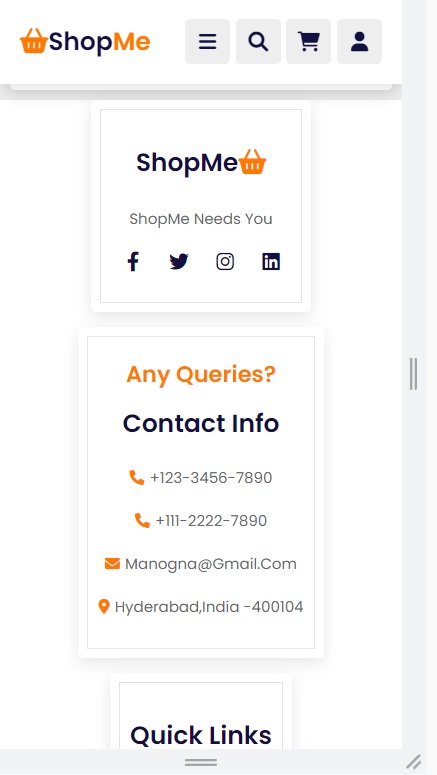 ShopMe
ShopMe
ShopMe Needs You
Any Queries?
Contact Info
+123-3456-7890
+111-2222-7890
Manogna@Gmail.Com
Hyderabad,India -400104
Quick Links